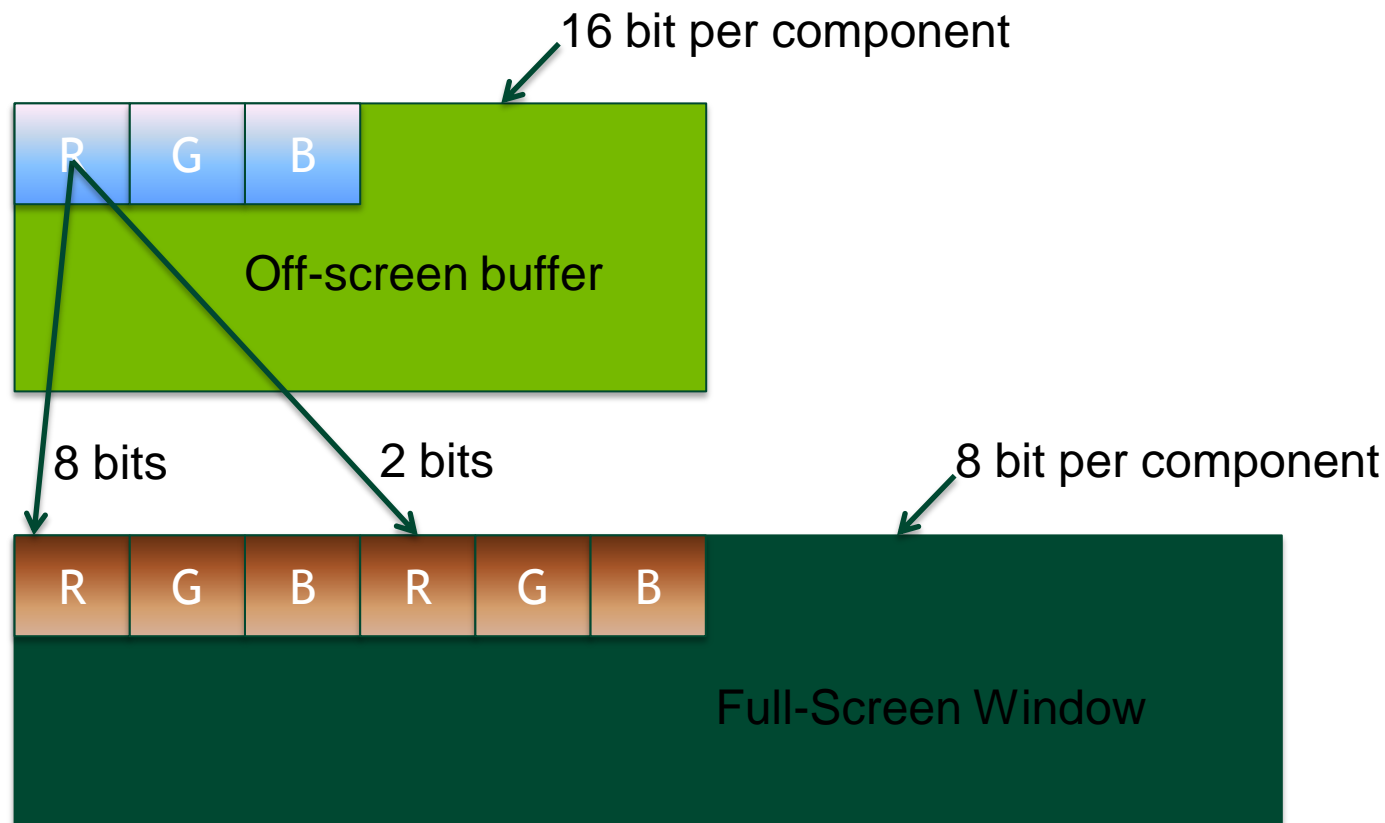 16 bit per component
R G B
Off-screen buffer
8 bits 2 bits 8 bit per component
R G B R G B
Full-Screen Window